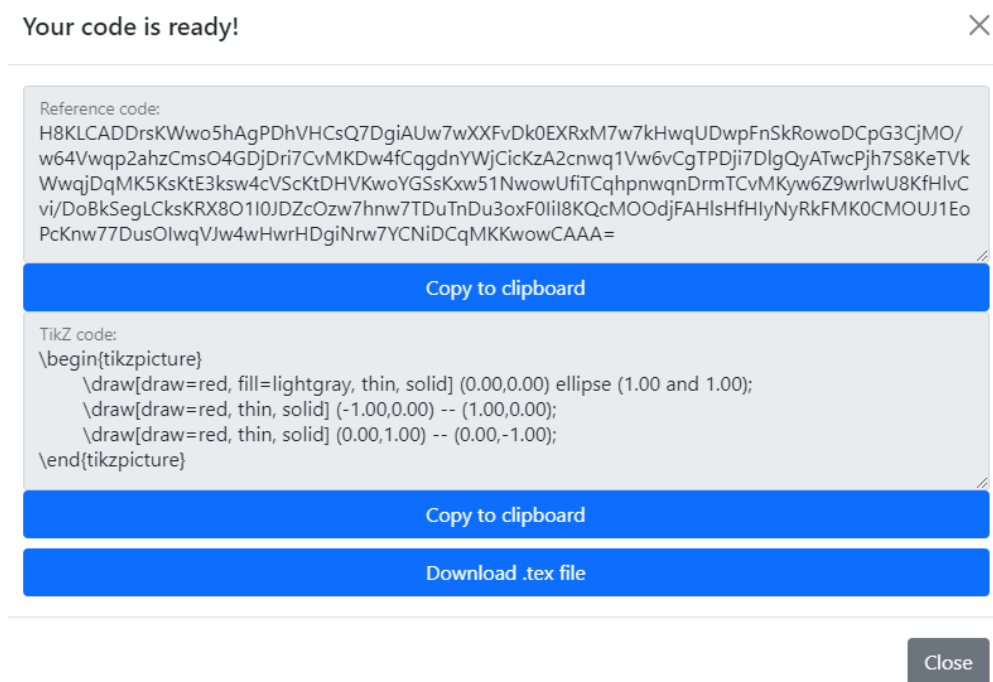 Your code is ready!
Reference code:
H8KLCADDrsKWwo5hAgPDhVHCsQ7DgiAUw7wXXFvDk0EXRxM7w7kHwqUDwpFnSkRowoDCpG3CjMO/
w64Vwqp2ahzCmsO4GDjDri7CvMKDw4fCqgdnYWjCicKzA2cnwq1Vw6vCgTPDji7DlgQyATwcPjh7S8KeTVk
WwqjDqMK5KsKtE3ksw4cVScKtDHVKwoYGSsKxw51NwowUfiTCqhpnwqnDrmTCvMKyw6Z9wrlwU8KfHlvC
vi/DoBkSegLCksKRX8O1I0JDZcOzw7hnw7TDuTnDu3oxF0IiI8KQcMOOdjFAHlsHfHIyNyRkFMK0CMOUJ1Eo
PcKnw77DusOIwqVJw4wHwrHDgiNrw7YCNiDCqMKKwowCAAA=
Copy to clipboard
TikZ code:
\begin{tikzpicture}
\draw[draw=red, fill=lightgray, thin, solid] (0.00,0.00) ellipse (1.00 and 1.00);
\draw[draw=red, thin, solid] (-1.00,0.00) -- (1.00,0.00);
\draw[draw=red, thin, solid] (0.00,1.00) -- (0.00,-1.00);
\end{tikzpicture}
Copy to clipboard
Download .tex file
Close